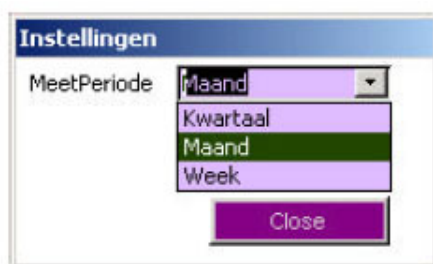 Instellingen
MeetPeriode Maand
Kwartaal
Maand
Week
Close